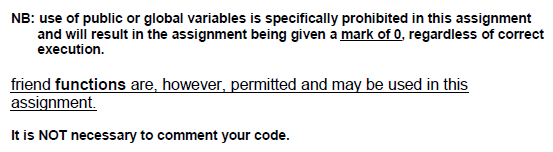 NB: use of public or global variables is specifically prohibited in this assignment
and will result in the assignment being given a mark of 0, regardless of correct
execution.
friend functions are, however, permitted and may be used in this
assignment.
It is NOT necessary to comment your code.